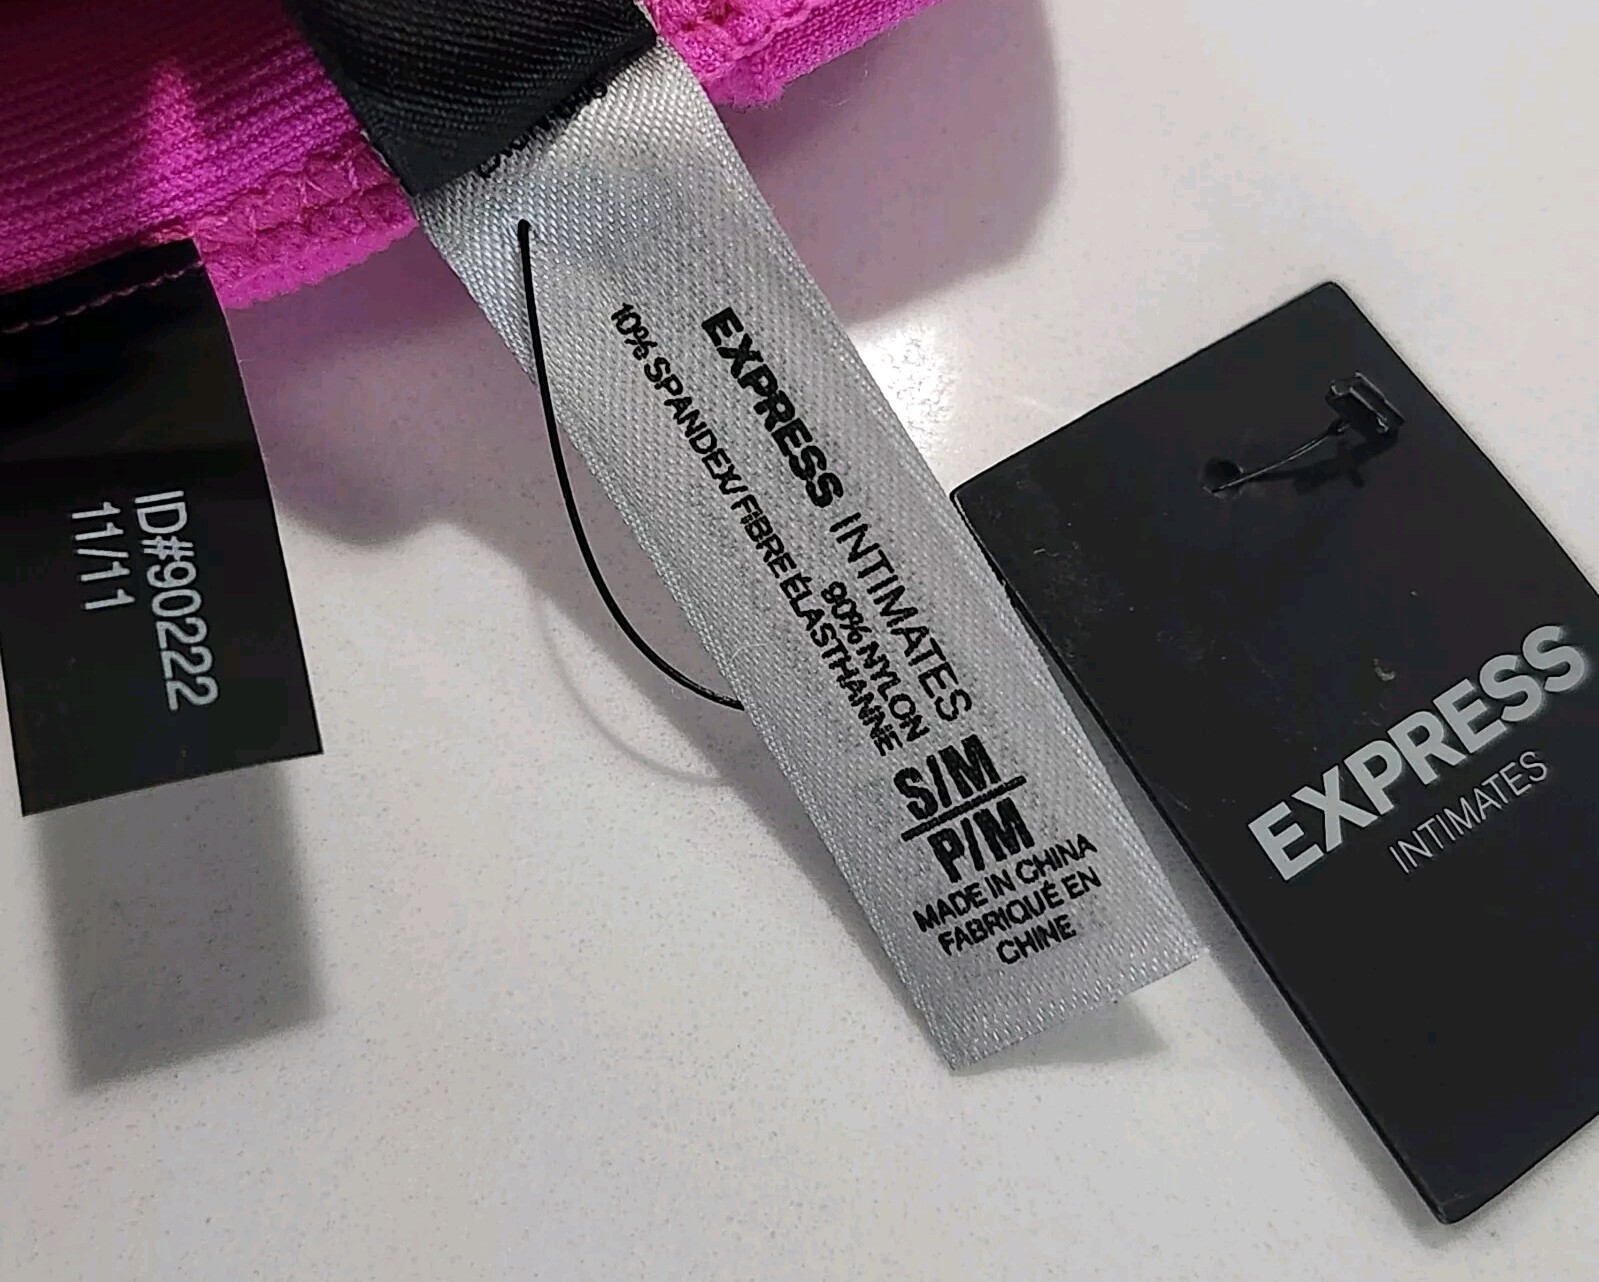 ID#90222
11/11
EXPRESS INTIMATES
90% NYLON
10% SPANDEX/FIBRE ÉLASTHANNE
S/M
P/M
MADE IN CHINA
FABRIQUÉ EN
CHINE
EXPRESS
INTIMATES